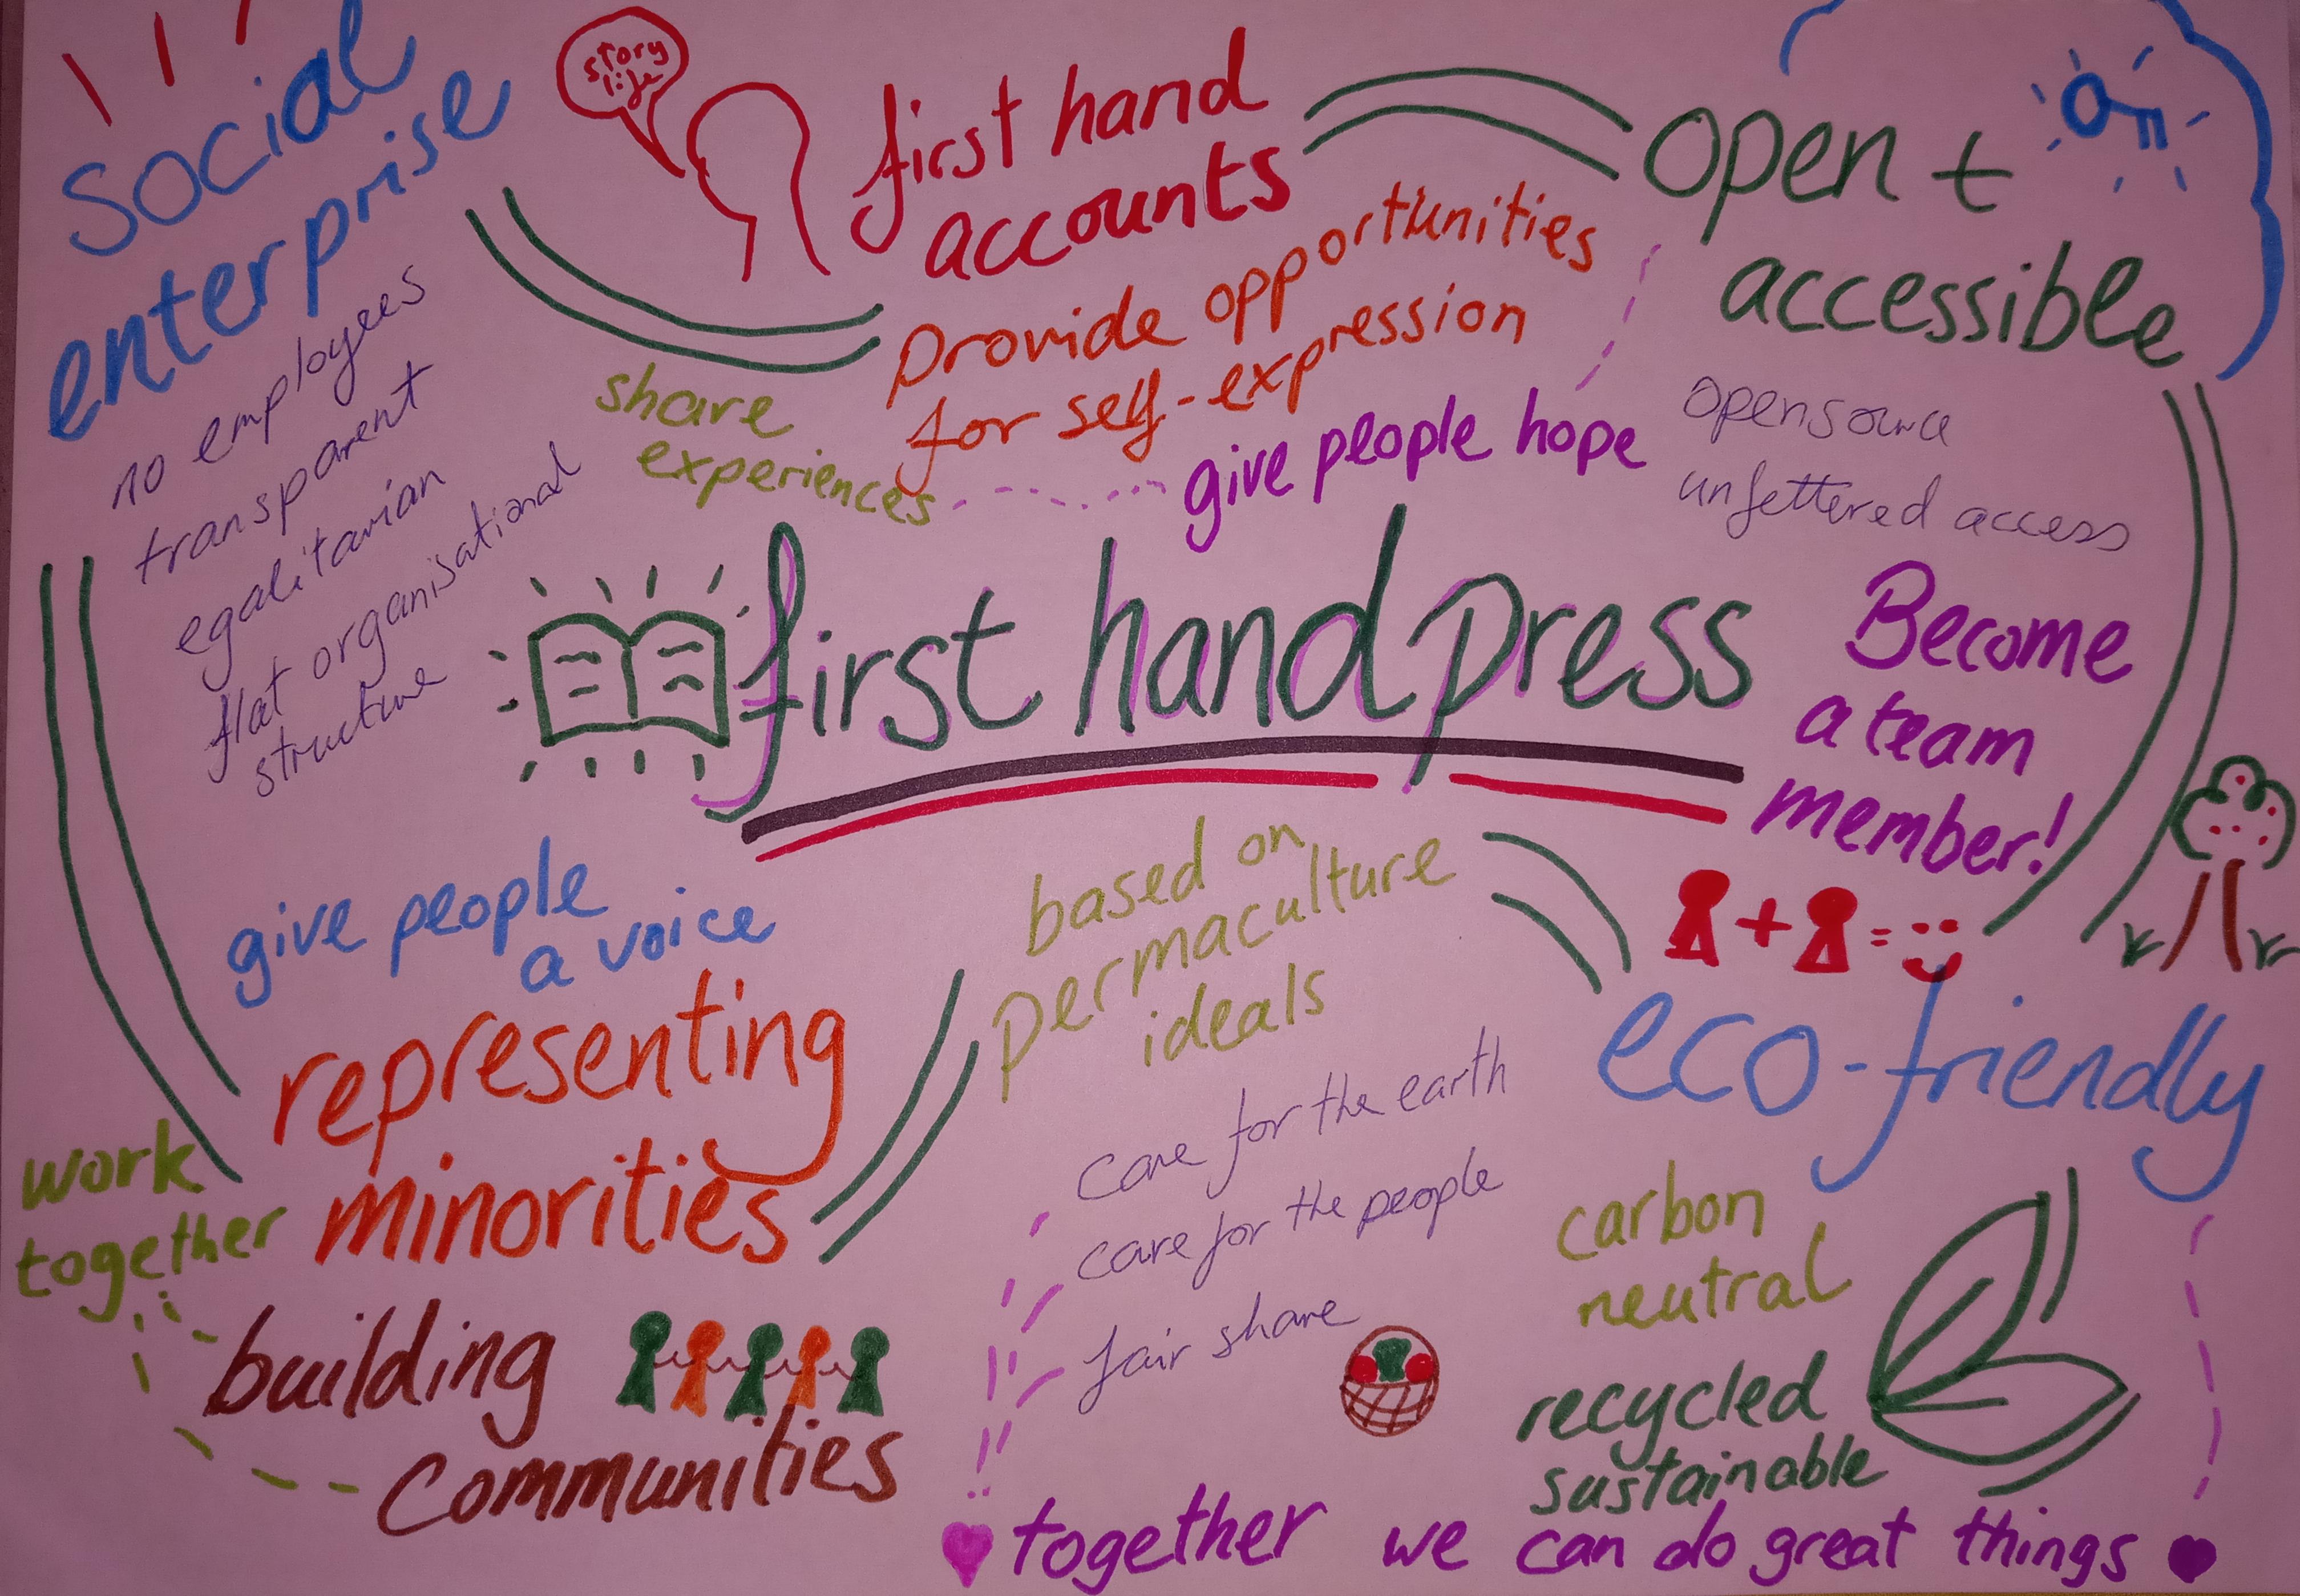 social
enterprise
no employees
transparent
egalitarian
flat organisational
structure
story
life
first hand
accounts
provide opportunities
for self-expression
share
experiences
give people hope
open +
accessible
opensource
unfettered access
first hand press
Become
a team
member!
+ =
give people
a voice
representing
minorities
work
together
building
communities
based on
permaculture
ideals
care for the earth
care for the people
fair share
eco-friendly
carbon
neutral
recycled
sustainable
together we can do great things